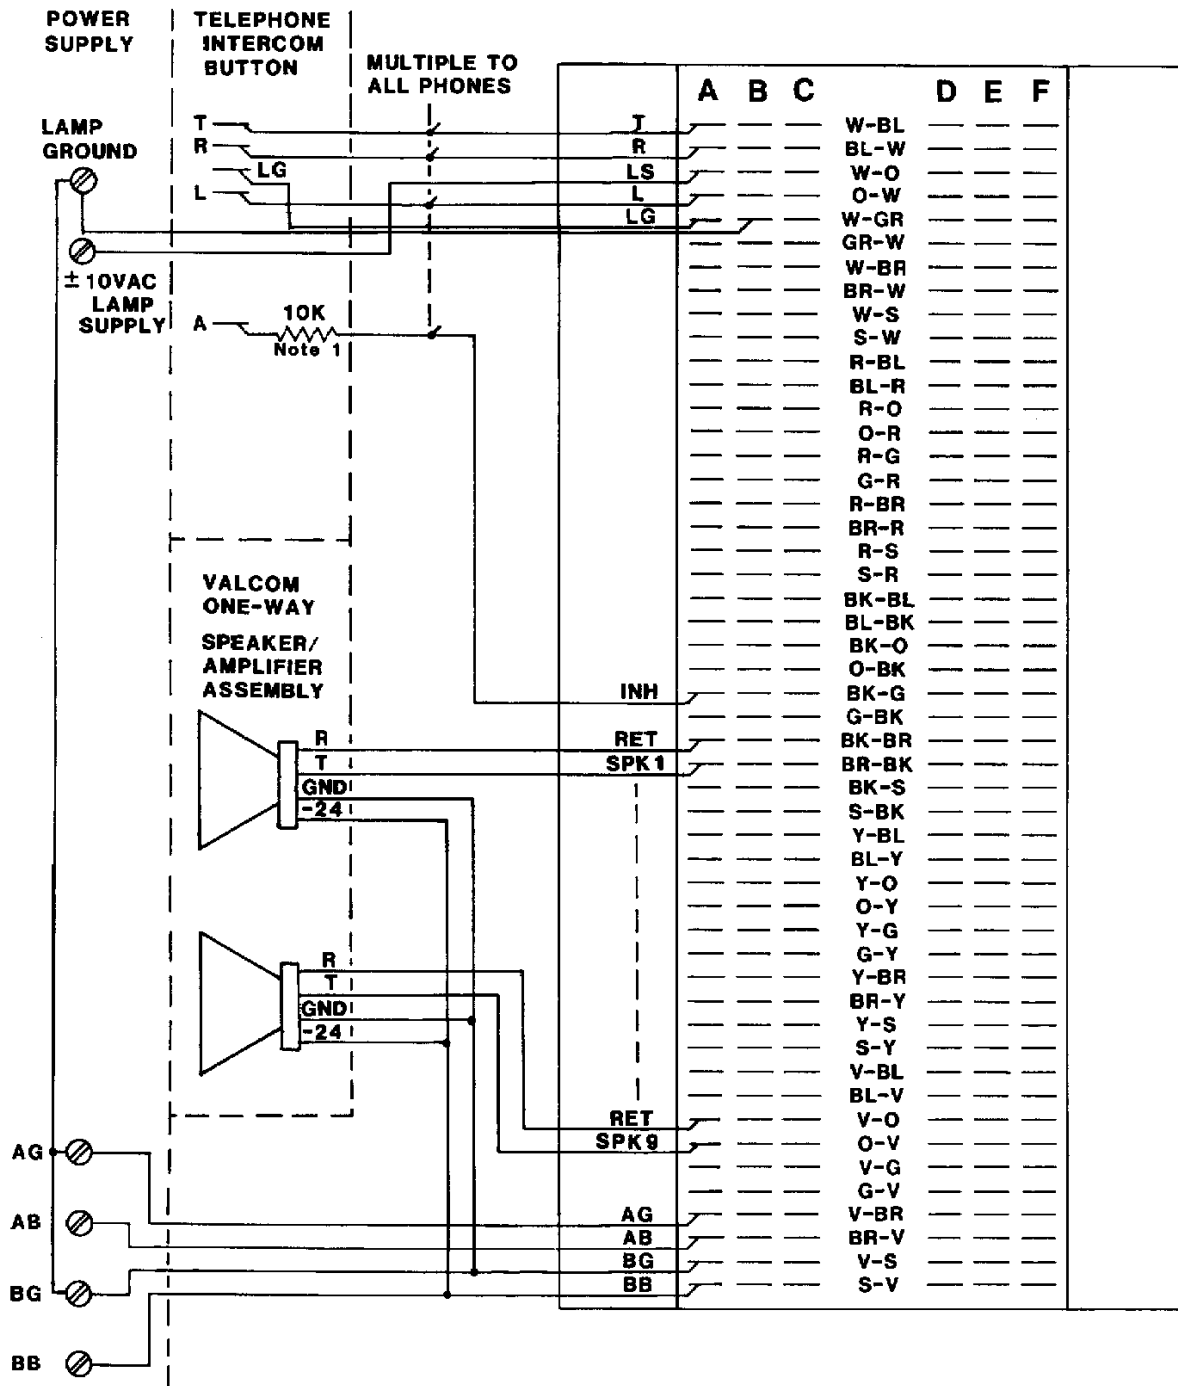 POWER SUPPLY
TELEPHONE INTERCOM BUTTON
MULTIPLE TO ALL PHONES
A B C D E F
LAMP GROUND
± 10VAC LAMP SUPPLY
T
R
LG
L
A
10K
Note 1
T
R
LS
L
LG
INH
RET
SPK1
RET
SPK9
AG
AB
BG
BB
VALCOM ONE-WAY
SPEAKER/ AMPLIFIER ASSEMBLY
R
T
GND
-24
R
T
GND
-24
AG
AB
BG
BB
W-BL
BL-W
W-O
O-W
W-GR
GR-W
W-BR
BR-W
W-S
S-W
R-BL
BL-R
R-O
O-R
R-G
G-R
R-BR
BR-R
R-S
S-R
BK-BL
BL-BK
BK-O
O-BK
BK-G
G-BK
BK-BR
BR-BK
BK-S
S-BK
Y-BL
BL-Y
Y-O
O-Y
Y-G
G-Y
Y-BR
BR-Y
Y-S
S-Y
V-BL
BL-V
V-O
O-V
V-G
G-V
V-BR
BR-V
V-S
S-V